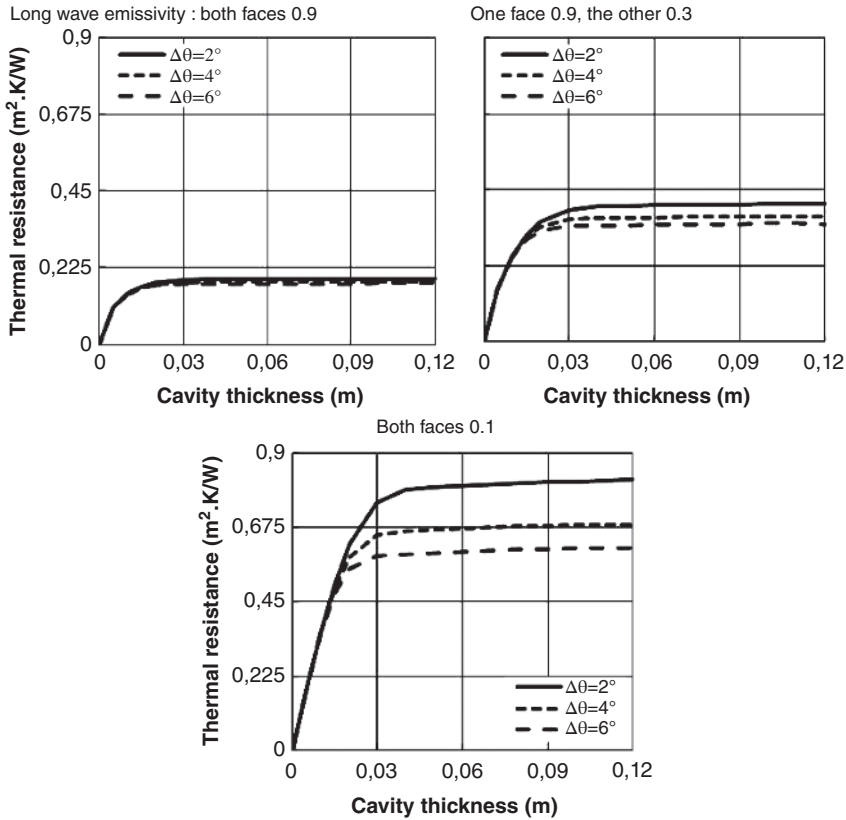 Long wave emissivity : both faces 0.9
Thermal resistance (m².K/W)
0,9
0,675
0,45
0,225
0
Δθ=2°
Δθ=4°
Δθ=6°
0
0,03
0,06
0,09
0,12
Cavity thickness (m)
One face 0.9, the other 0.3
Δθ=2°
Δθ=4°
Δθ=6°
0
0,03
0,06
0,09
0,12
Cavity thickness (m)
Both faces 0.1
Thermal resistance (m².K/W)
0,9
0,675
0,45
0,225
0
Δθ=2°
Δθ=4°
Δθ=6°
0
0,03
0,06
0,09
0,12
Cavity thickness (m)